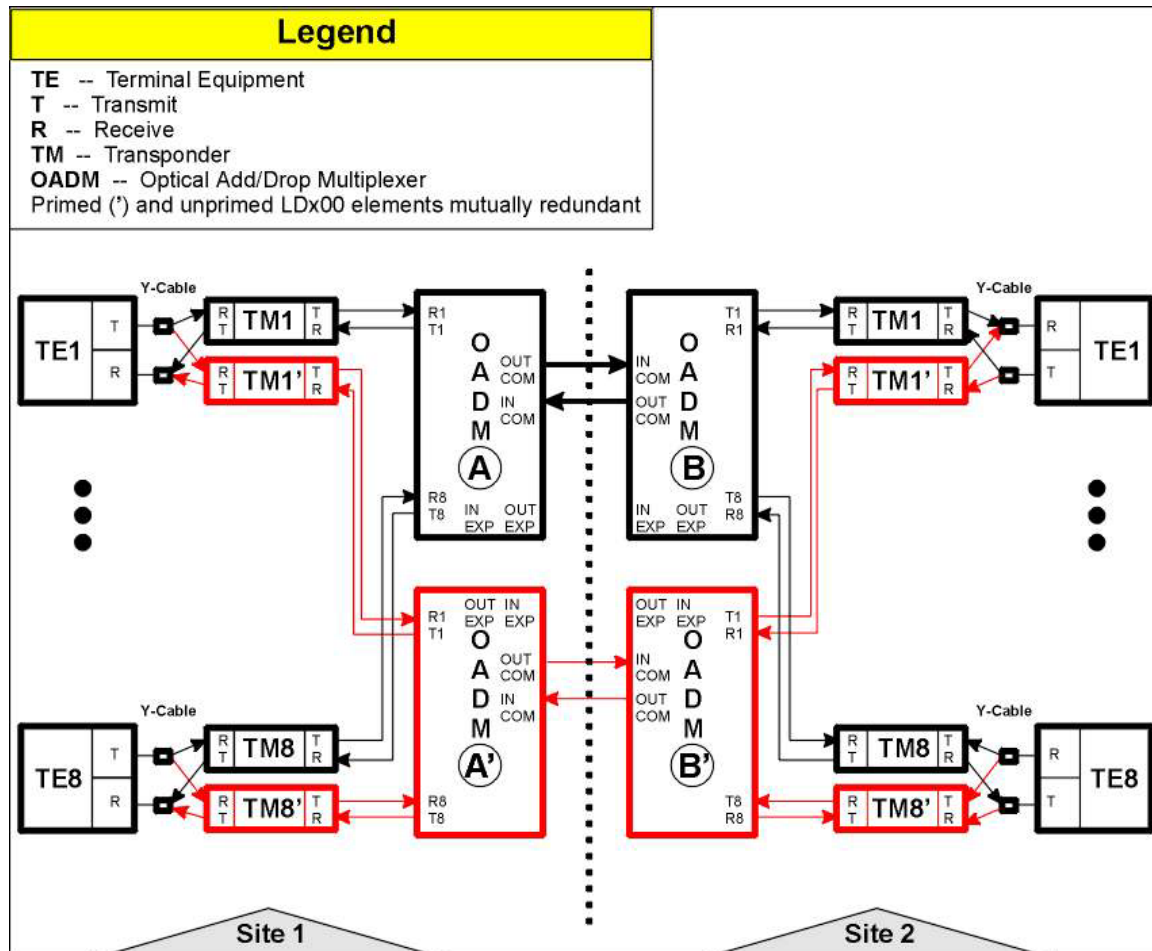 Legend
TE -- Terminal Equipment
T -- Transmit
R -- Receive
TM -- Transponder
OADM -- Optical Add/Drop Multiplexer
Primed (') and unprimed LDx00 elements mutually redundant
Y-Cable
TE1
T
R
R
T
TM1
T
R
R
T
TM1'
T
R
R1
T1
OADM
OUT
COM
IN
COM
A
R8
T8
IN
EXP
OUT
EXP
IN
COM
OUT
COM
OADM
B
T1
R1
IN
EXP
OUT
EXP
T8
R8
R
T
TM1
T
R
R
T
TM1'
T
R
Y-Cable
R
T
TE1
R1
T1
OUT
EXP
IN
EXP
OADM
OUT
COM
IN
COM
A'
R8
T8
OUT
EXP
IN
EXP
T1
R1
IN
COM
OUT
COM
OADM
B'
T8
R8
Y-Cable
TE8
T
R
R
T
TM8
T
R
R
T
TM8'
T
R
R
T
TM8
T
R
R
T
TM8'
T
R
Y-Cable
R
T
TE8
Site 1
Site 2